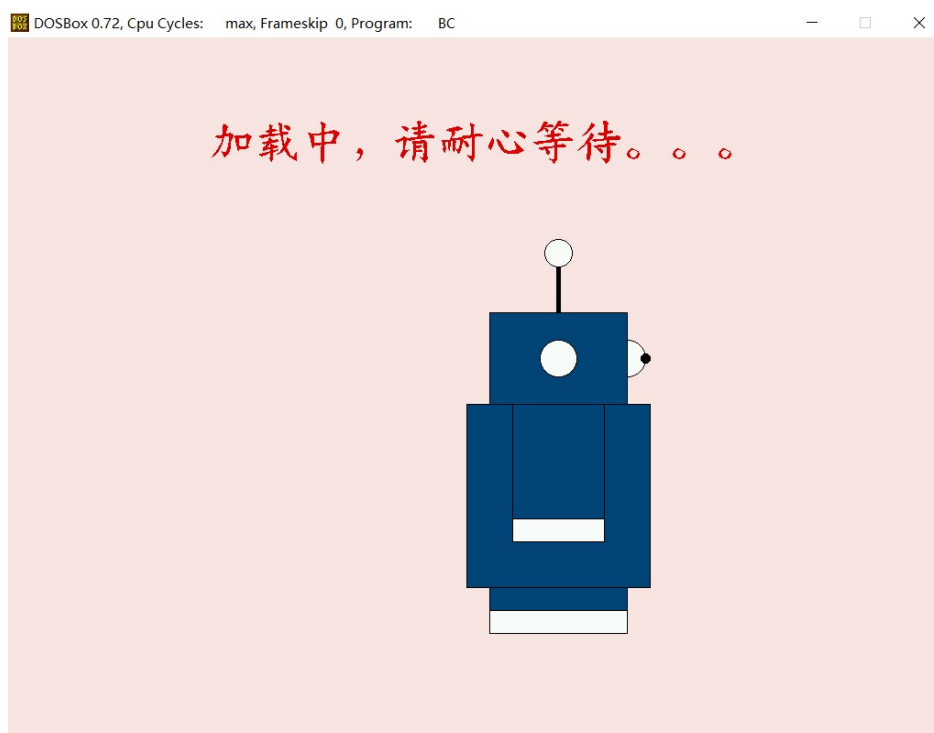 DOSBox 0.72, Cpu Cycles: max, Frameskip 0, Program: BC
加载中，请耐心等待。。。